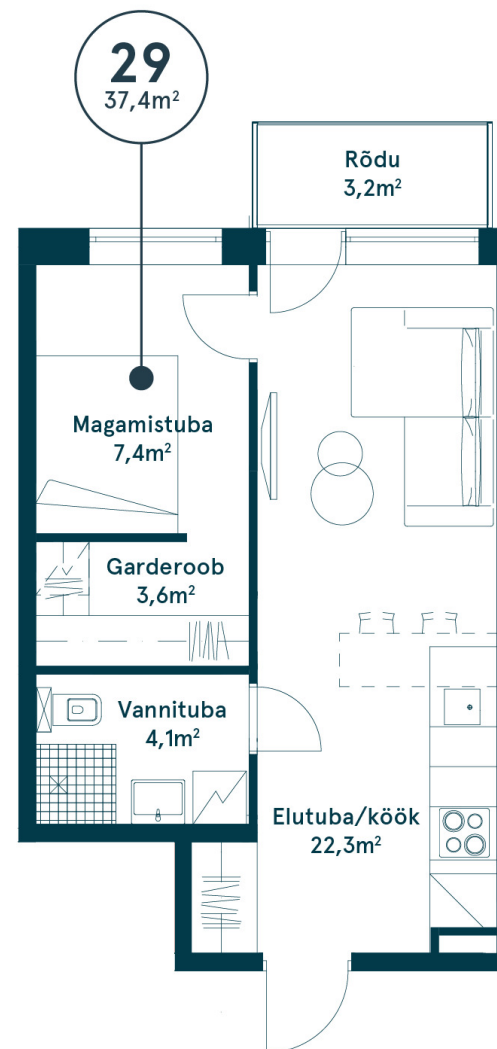 29
37,4m²
Rõdu
3,2m²
Magamistuba
7,4m²
Garderoob
3,6m²
Vannituba
4,1m²
Elutuba/köök
22,3m²